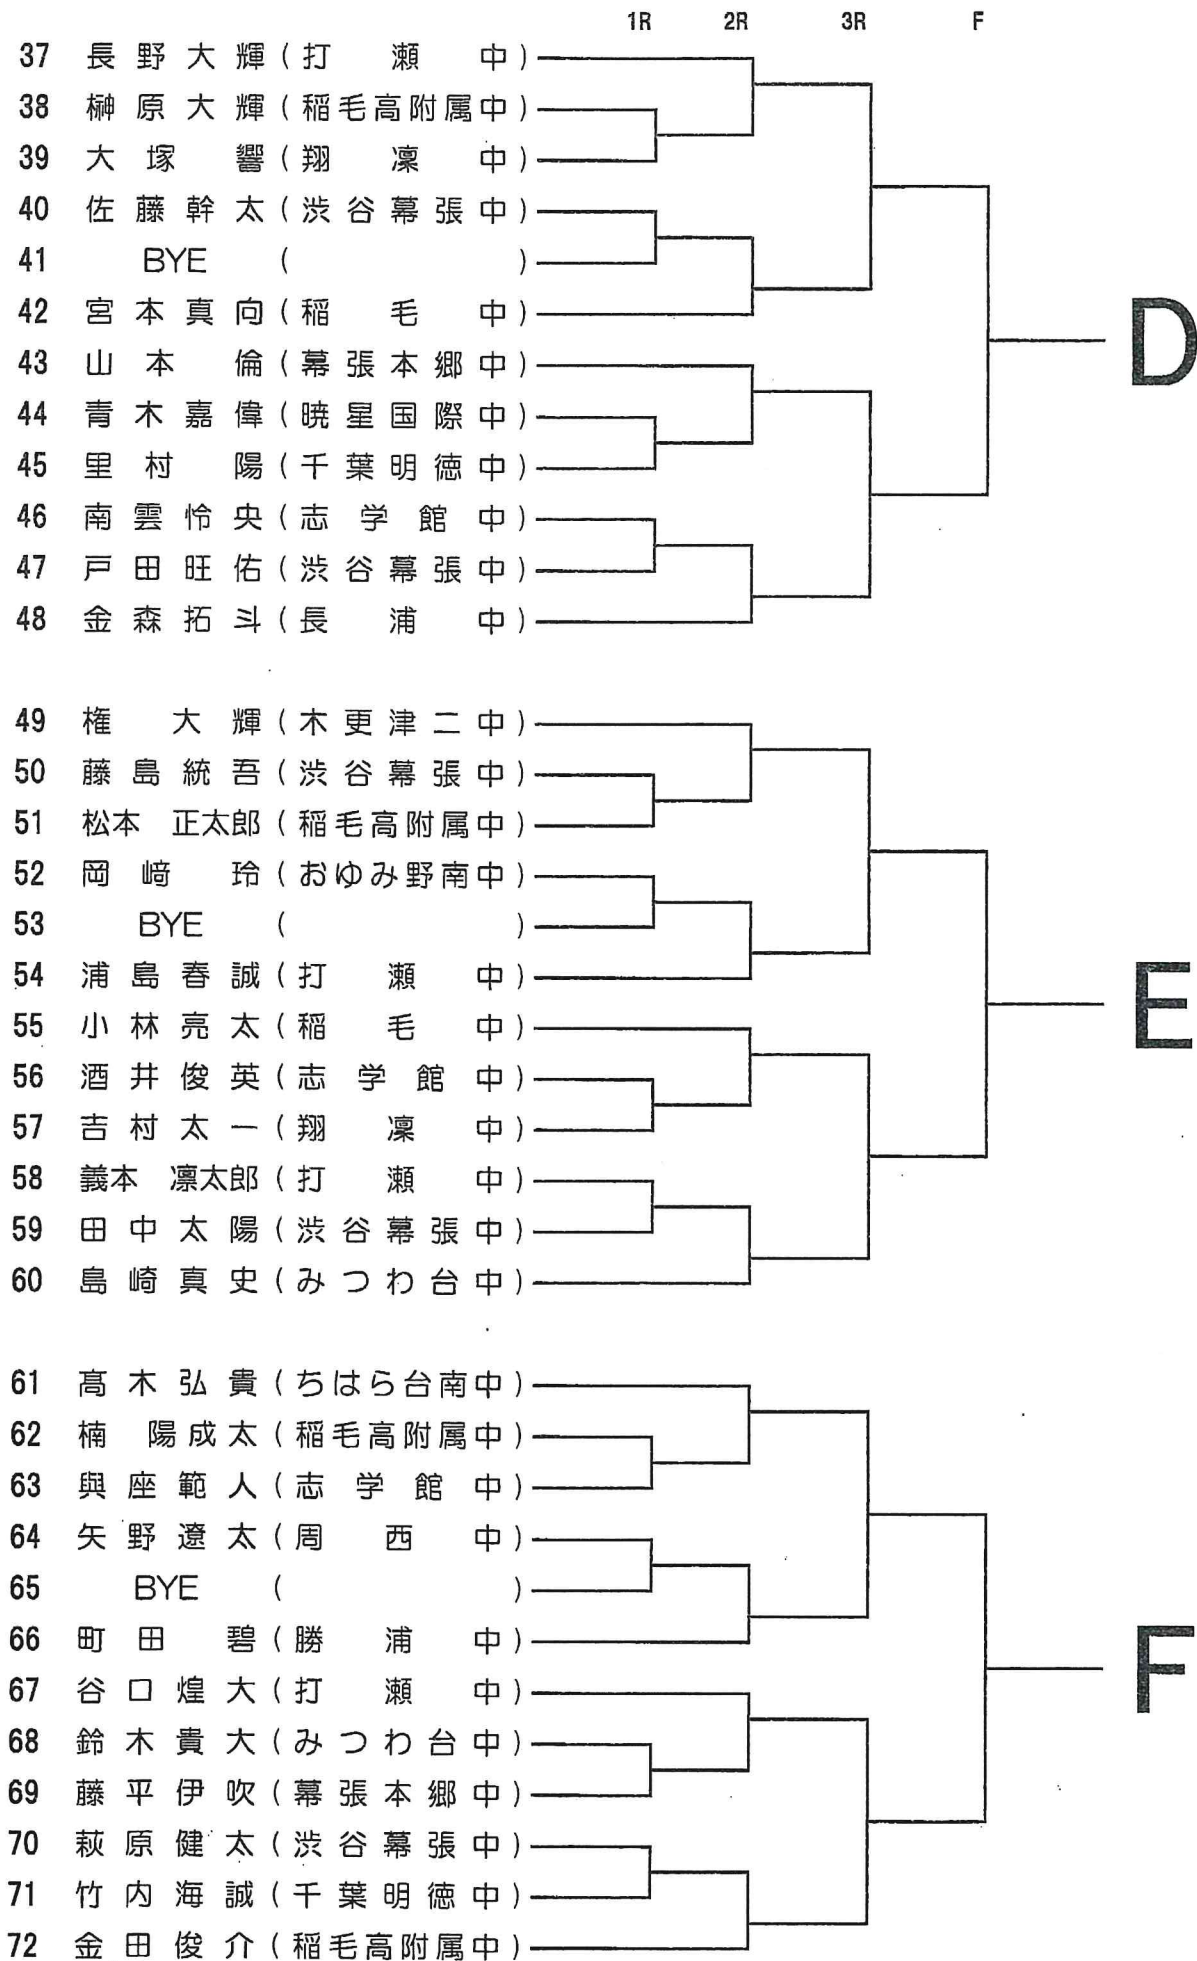 1R 2R 3R F
37 長野大輝(打瀬中)
38 榊原大輝(稲毛高附属中)
39 大塚響(翔凜中)
40 佐藤幹太(渋谷幕張中)
41 BYE ( )
42 宮本真向(稲毛中)
D
43 山本倫(幕張本郷中)
44 青木嘉偉(暁星国際中)
45 里村陽(千葉明徳中)
46 南雲怜央(志学館中)
47 戸田旺佑(渋谷幕張中)
48 金森拓斗(長浦中)
49 権大輝(木更津二中)
50 藤島統吾(渋谷幕張中)
51 松本 正太郎(稲毛高附属中)
52 岡﨑玲(おゆみ野南中)
53 BYE ( )
54 浦島春誠(打瀬中)
E
55 小林亮太(稲毛中)
56 酒井俊英(志学館中)
57 吉村太一(翔凜中)
58 義本 凛太郎(打瀬中)
59 田中太陽(渋谷幕張中)
60 島崎真史(みつわ台中)
61 髙木弘貴(ちはら台南中)
62 楠 陽成太(稲毛高附属中)
63 與座範人(志学館中)
64 矢野遼太(周西中)
65 BYE ( )
66 町田碧(勝浦中)
F
67 谷口煌大(打瀬中)
68 鈴木貴大(みつわ台中)
69 藤平伊吹(幕張本郷中)
70 萩原健太(渋谷幕張中)
71 竹内海誠(千葉明徳中)
72 金田俊介(稲毛高附属中)